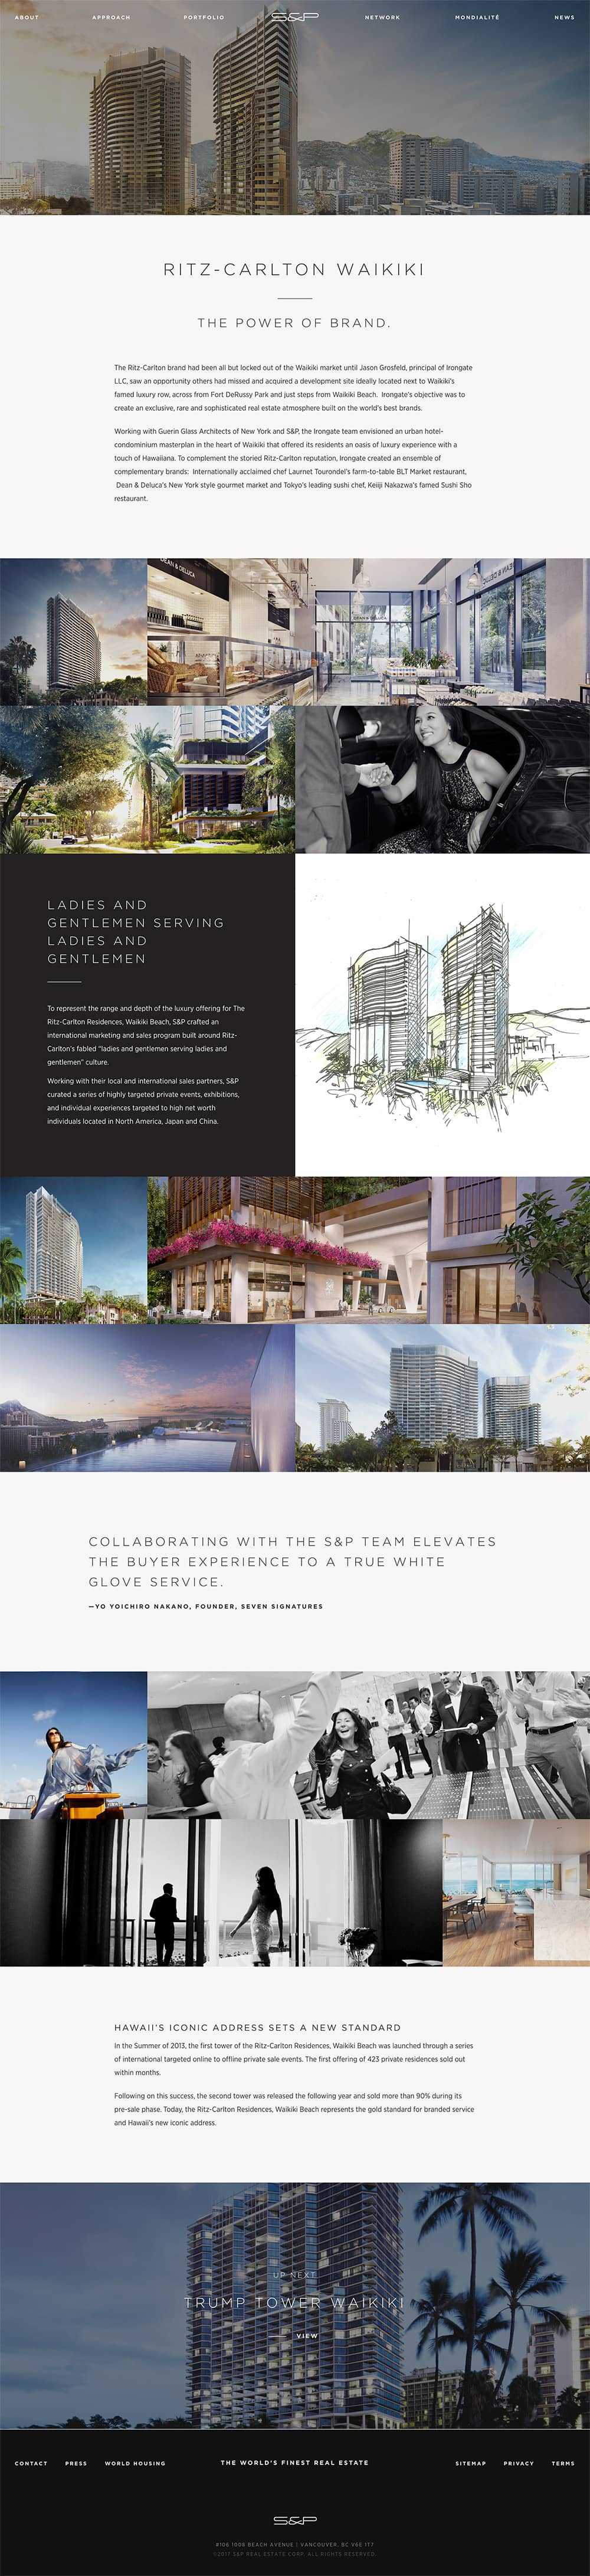 ABOUT APPROACH PORTFOLIO S&P NETWORK MONDIALITÉ NEWS
RITZ-CARLTON WAIKIKI
THE POWER OF BRAND.
The Ritz-Carlton brand had been all but locked out of the Waikiki market until Jason Grosfeld, principal of Irongate
LLC, saw an opportunity others had missed and acquired a development site ideally located next to Waikiki's
famed luxury row, across from Fort DeRussy Park and just steps from Waikiki Beach.  Irongate's objective was to
create an exclusive, rare and sophisticated real estate atmosphere built on the world's best brands.
Working with Guerin Glass Architects of New York and S&P, the Irongate team envisioned an urban hotel-
condominium masterplan in the heart of Waikiki that offered its residents an oasis of luxury experience with a
touch of Hawaiiana. To complement the storied Ritz-Carlton reputation, Irongate created an ensemble of
complementary brands:  Internationally acclaimed chef Laurnet Tourondel's farm-to-table BLT Market restaurant,
Dean & Deluca's New York style gourmet market and Tokyo's leading sushi chef, Keiiji Nakazwa's famed Sushi Sho
restaurant.
DEAN & DELUCA
DEAN & DELUCA
LADIES AND
GENTLEMEN SERVING
LADIES AND
GENTLEMEN
To represent the range and depth of the luxury offering for The
Ritz-Carlton Residences, Waikiki Beach, S&P crafted an
international marketing and sales program built around Ritz-
Carlton's fabled "ladies and gentlemen serving ladies and
gentlemen" culture.
Working with their local and international sales partners, S&P
curated a series of highly targeted private events, exhibitions,
and individual experiences targeted to high net worth
individuals located in North America, Japan and China.
COLLABORATING WITH THE S&P TEAM ELEVATES
THE BUYER EXPERIENCE TO A TRUE WHITE
GLOVE SERVICE.
—YO YOICHIRO NAKANO, FOUNDER, SEVEN SIGNATURES
HAWAII'S ICONIC ADDRESS SETS A NEW STANDARD
In the Summer of 2013, the first tower of the Ritz-Carlton Residences, Waikiki Beach was launched through a series
of international targeted online to offline private sale events. The first offering of 423 private residences sold out
within months.
Following on this success, the second tower was released the following year and sold more than 90% during its
pre-sale phase. Today, the Ritz-Carlton Residences, Waikiki Beach represents the gold standard for branded service
and Hawaii's new iconic address.
UP NEXT
TRUMP TOWER WAIKIKI
VIEW
CONTACT PRESS WORLD HOUSING THE WORLD'S FINEST REAL ESTATE SITEMAP PRIVACY TERMS
S&P
#106 1008 BEACH AVENUE | VANCOUVER, BC V6E 1T7
©2017 S&P REAL ESTATE CORP. ALL RIGHTS RESERVED.